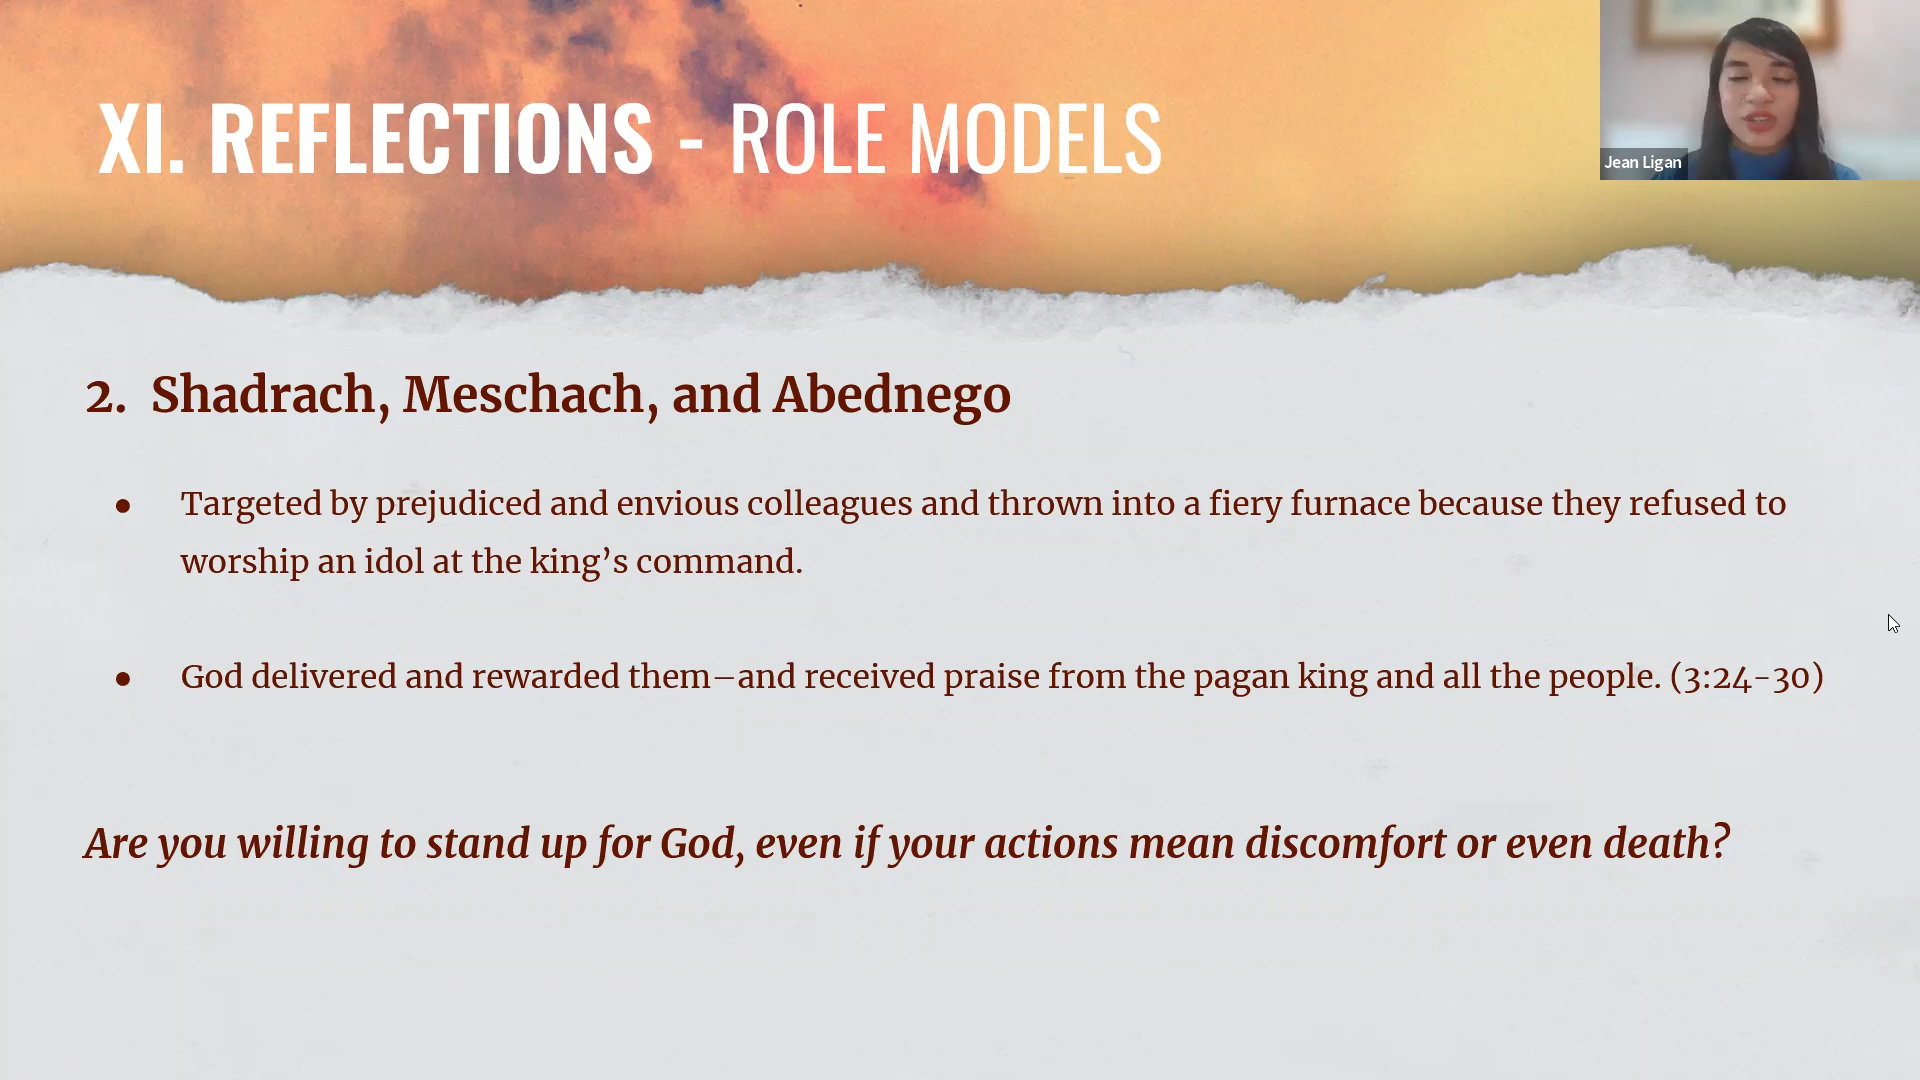 XI. REFLECTIONS - ROLE MODELS
Jean Ligan
2. Shadrach, Meschach, and Abednego
● Targeted by prejudiced and envious colleagues and thrown into a fiery furnace because they refused to
worship an idol at the king’s command.
● God delivered and rewarded them–and received praise from the pagan king and all the people. (3:24-30)
Are you willing to stand up for God, even if your actions mean discomfort or even death?